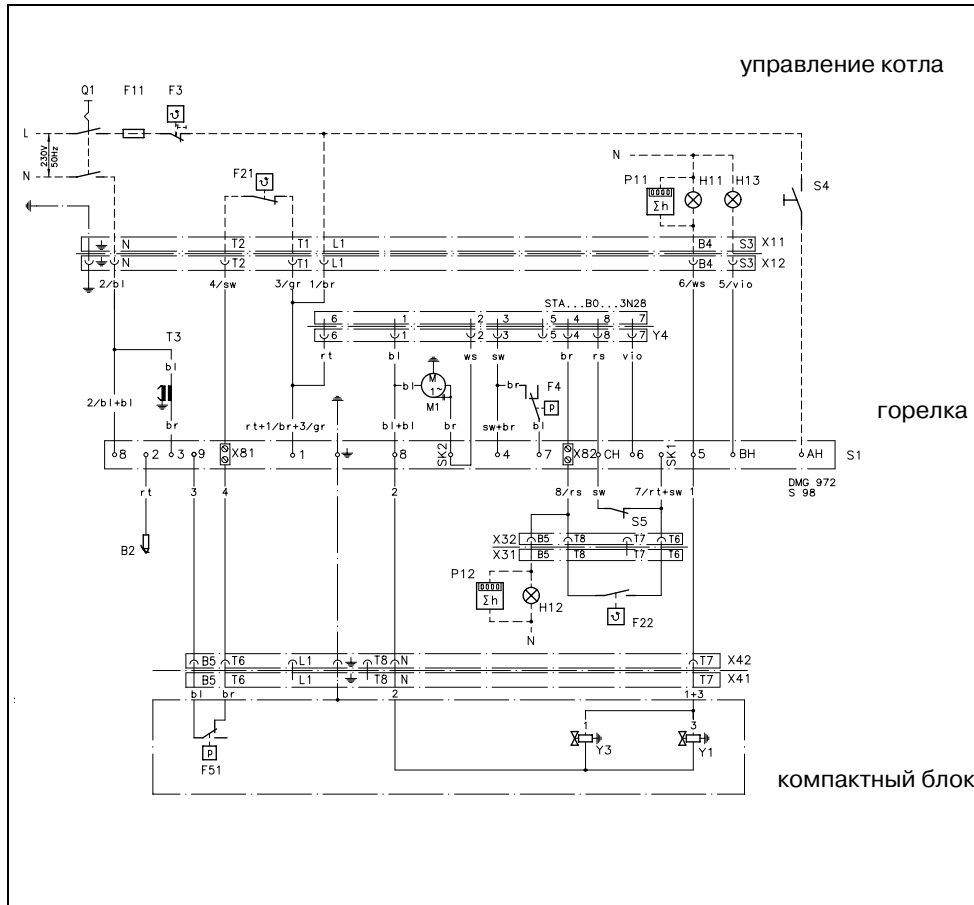 управление котла
Q1 F11 F3
L
230V
50Hz
N
F21
N
P11 H11 H13
Σh
S4
N T2 T1 L1 B4 S3 X11
N T2 T1 L1 B4 S3 X12
2/bl 4/sw 3/gr 1/br 6/ws 5/vio
STA...B0...3N28
6 1 2 3 5 4 8 7
6 1 2 3 5 4 8 7 Y4
T3
rt bl ws sw br rs vio
bl
bl M 1~ br F4
M1 P
2/bl+bl
br rt+1/br+3/gr bl+bl br sw+br bl
горелка
8 2 3 9 X81 1 8 SK2 4 7 X82 CH 6 SK1 5 BH AH S1
DMG 972
S 98
rt 3 4 2 8/rs sw 7/rt+sw 1
S5
B2
X32 B5 T8 T7 T6
X31 B5 T8 T7 T6
P12
Σh H12
F22
N
B5 T6 L1 T8 N T7 X42
B5 T6 L1 T8 N T7 X41
bl br 2 1+3
1 3
Y3 Y1
P
F51
компактный блок